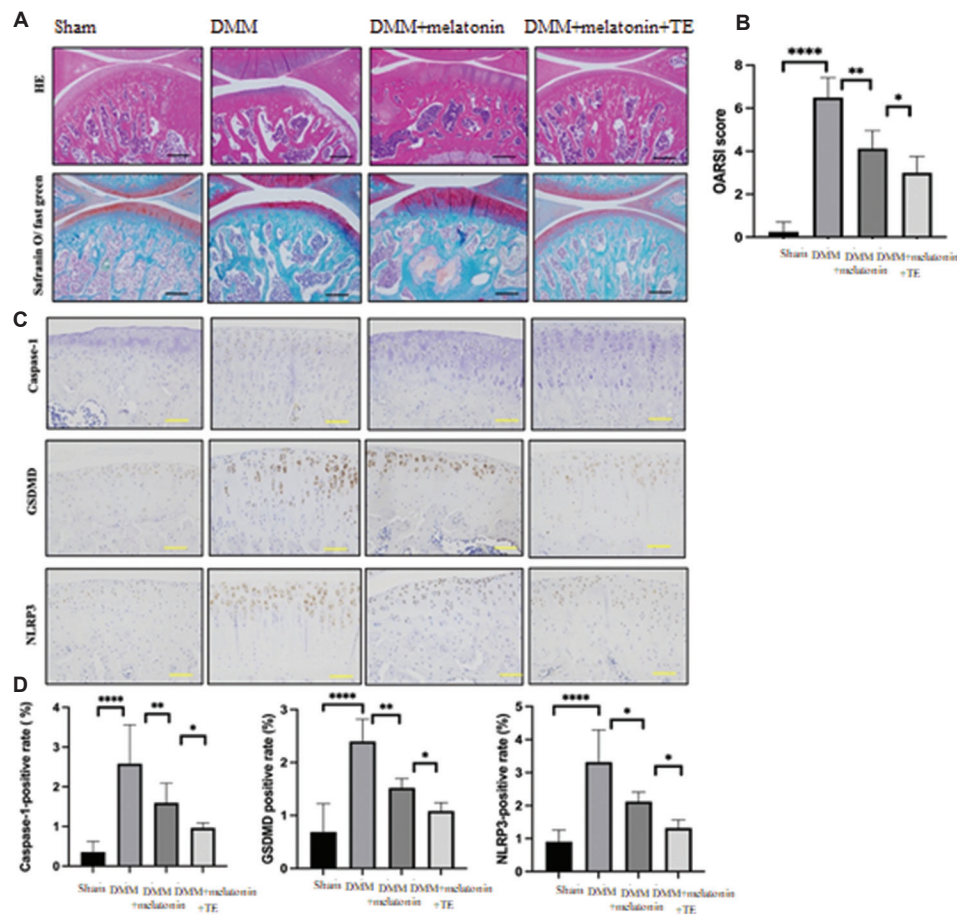 A
Sham
DMM
DMM+melatonin
DMM+melatonin+TE
HE
Safranin O/ fast green
B
OARSI score
8
6
4
2
0
****
**
*
Sham
DMM
DMM
+melatonin
DMM+melatonin
+TE
C
Caspase-1
GSDMD
NLRP3
D
Caspase-1-positive rate ( %)
4
3
2
1
0
****
**
*
Sham
DMM
DMM
+melatonin
DMM+melatonin
+TE
GSDMD positive rate (%)
3
2
1
0
****
**
*
Sham
DMM
DMM
+melatonin
DMM+melatonin
+TE
NLRP3-positive rate (%)
5
4
3
2
1
0
****
*
*
Sham
DMM
DMM
+melatonin
DMM+melatonin
+TE